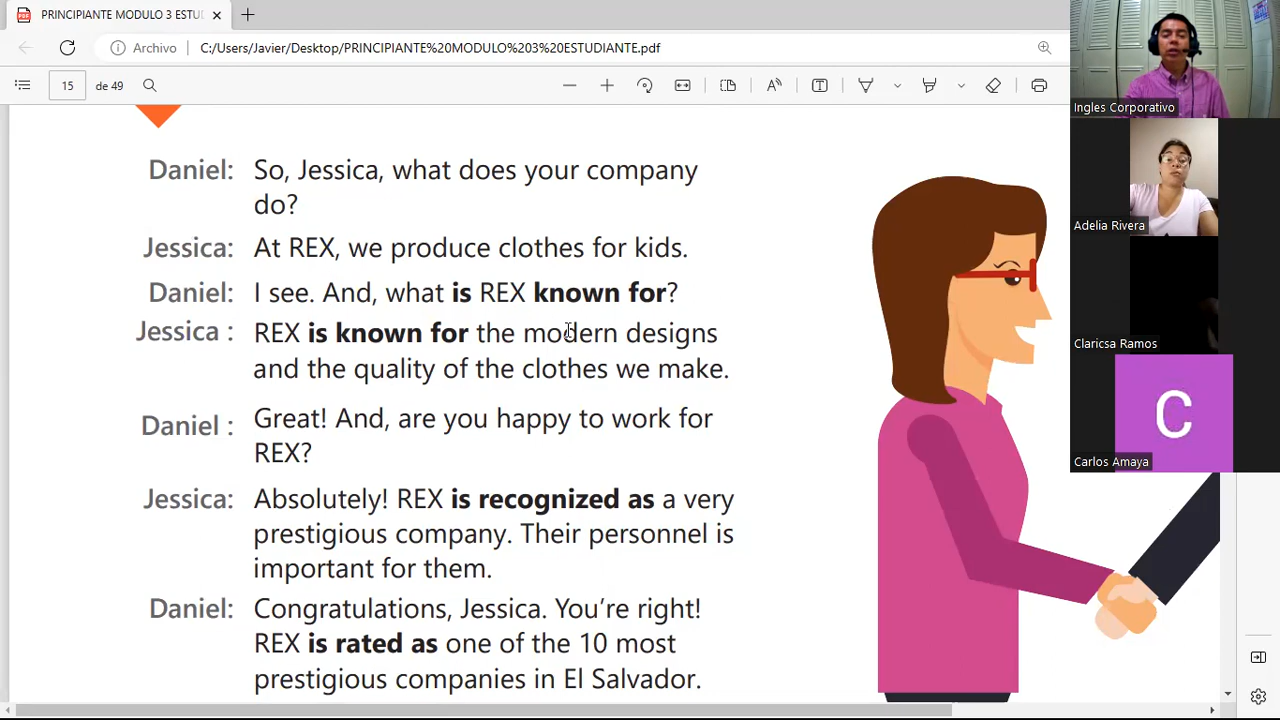 PRINCIPIANTE MODULO 3 ESTU
Archivo
C:/Users/Javier/Desktop/PRINCIPIANTE%20MODULO%203%20ESTUDIANTE.pdf
15
de 49
Daniel: So, Jessica, what does your company
do?
Jessica: At REX, we produce clothes for kids.
Daniel: I see. And, what is REX known for?
Jessica : REX is known for the modern designs
and the quality of the clothes we make.
Daniel : Great! And, are you happy to work for
REX?
Jessica: Absolutely! REX is recognized as a very
prestigious company. Their personnel is
important for them.
Daniel: Congratulations, Jessica. You’re right!
REX is rated as one of the 10 most
prestigious companies in El Salvador.
Ingles Corporativo
Adelia Rivera
Claricsa Ramos
C
Carlos Amaya